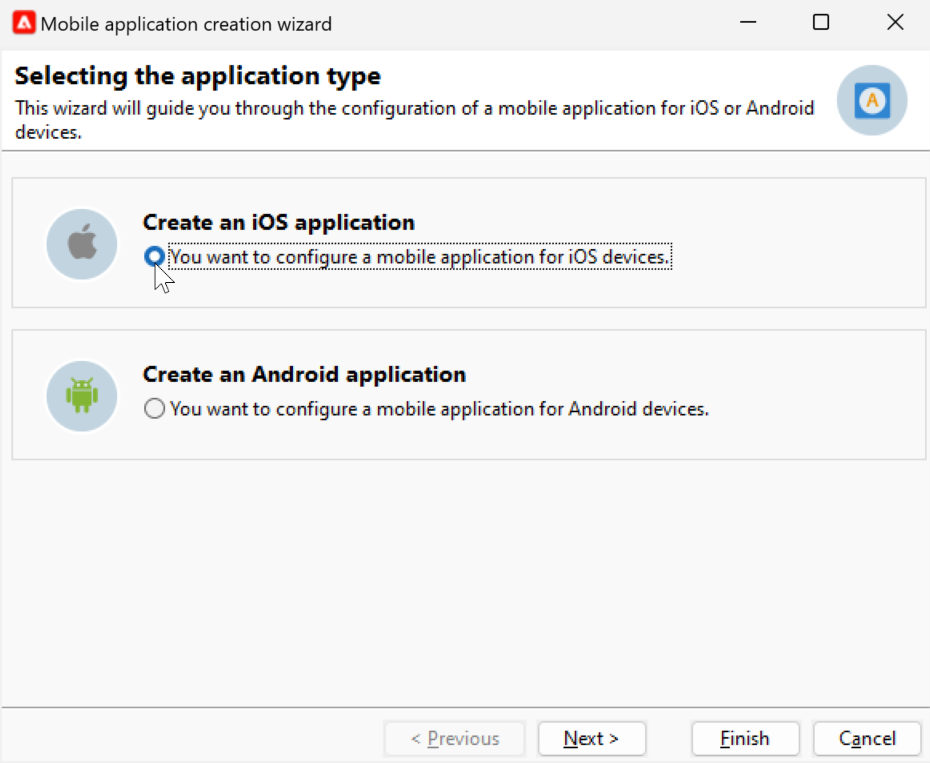 Mobile application creation wizard
Selecting the application type
This wizard will guide you through the configuration of a mobile application for iOS or Android
devices.
A
Create an iOS application
You want to configure a mobile application for iOS devices.
Create an Android application
You want to configure a mobile application for Android devices.
< Previous
Next >
Finish
Cancel